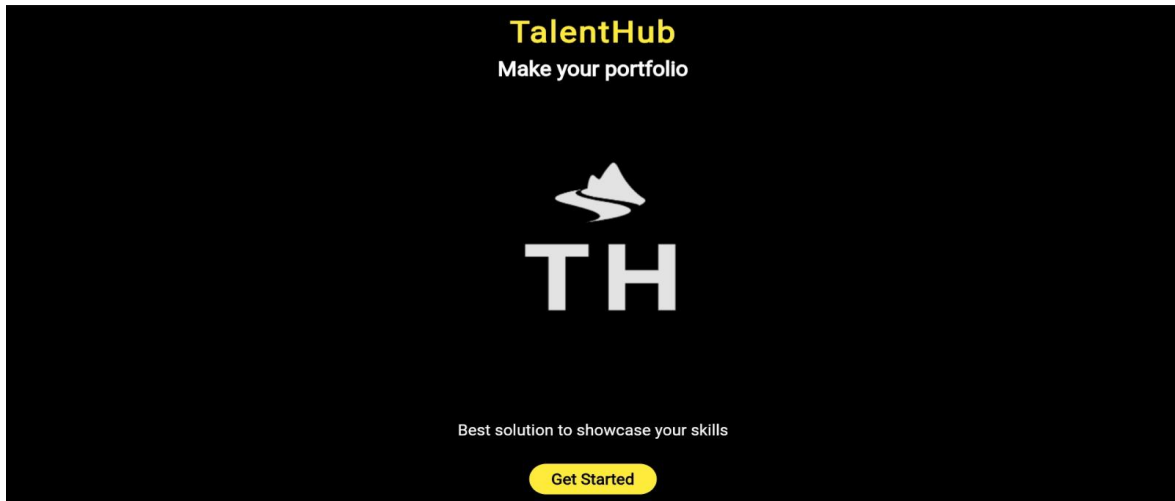 TalentHub
Make your portfolio
TH
Best solution to showcase your skills
Get Started